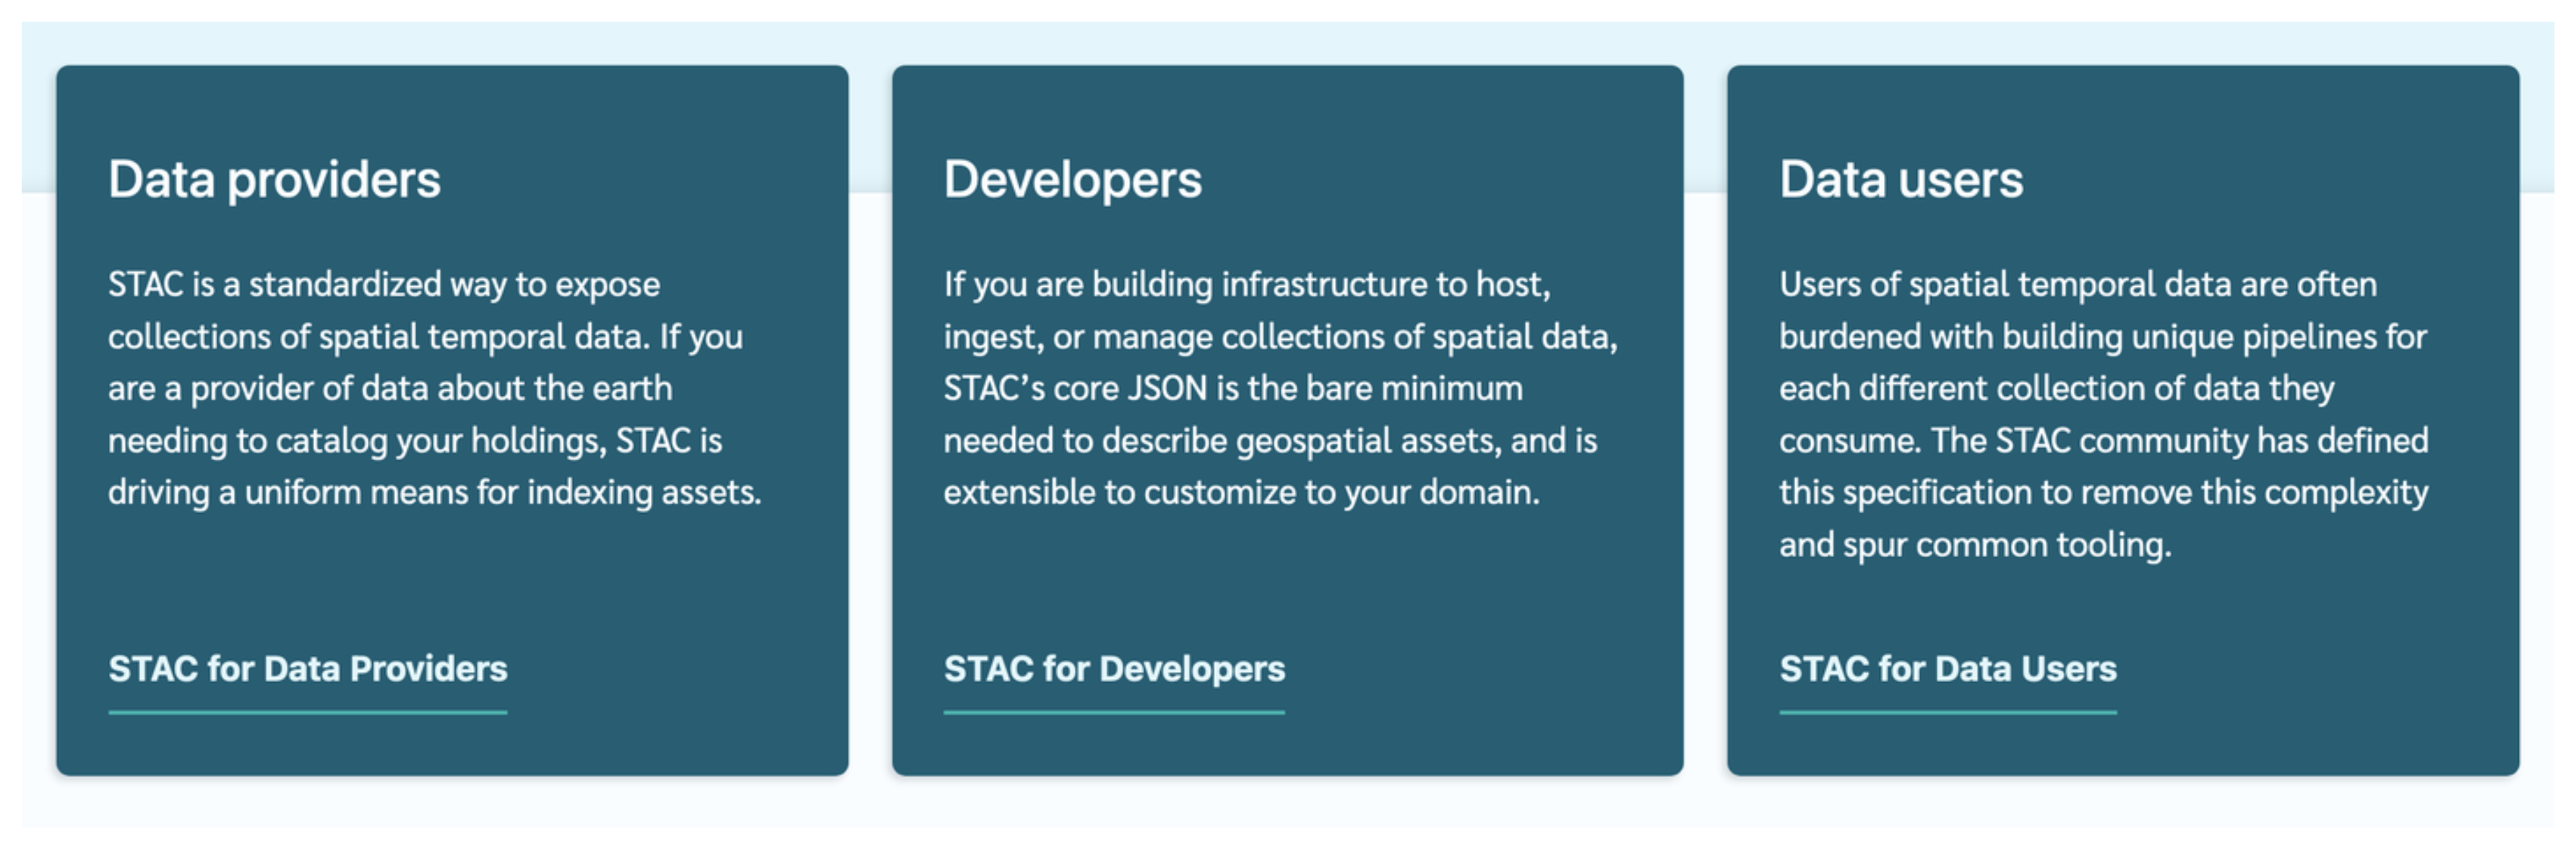 Data providers
STAC is a standardized way to expose
collections of spatial temporal data. If you
are a provider of data about the earth
needing to catalog your holdings, STAC is
driving a uniform means for indexing assets.
STAC for Data Providers
Developers
If you are building infrastructure to host,
ingest, or manage collections of spatial data,
STAC’s core JSON is the bare minimum
needed to describe geospatial assets, and is
extensible to customize to your domain.
STAC for Developers
Data users
Users of spatial temporal data are often
burdened with building unique pipelines for
each different collection of data they
consume. The STAC community has defined
this specification to remove this complexity
and spur common tooling.
STAC for Data Users